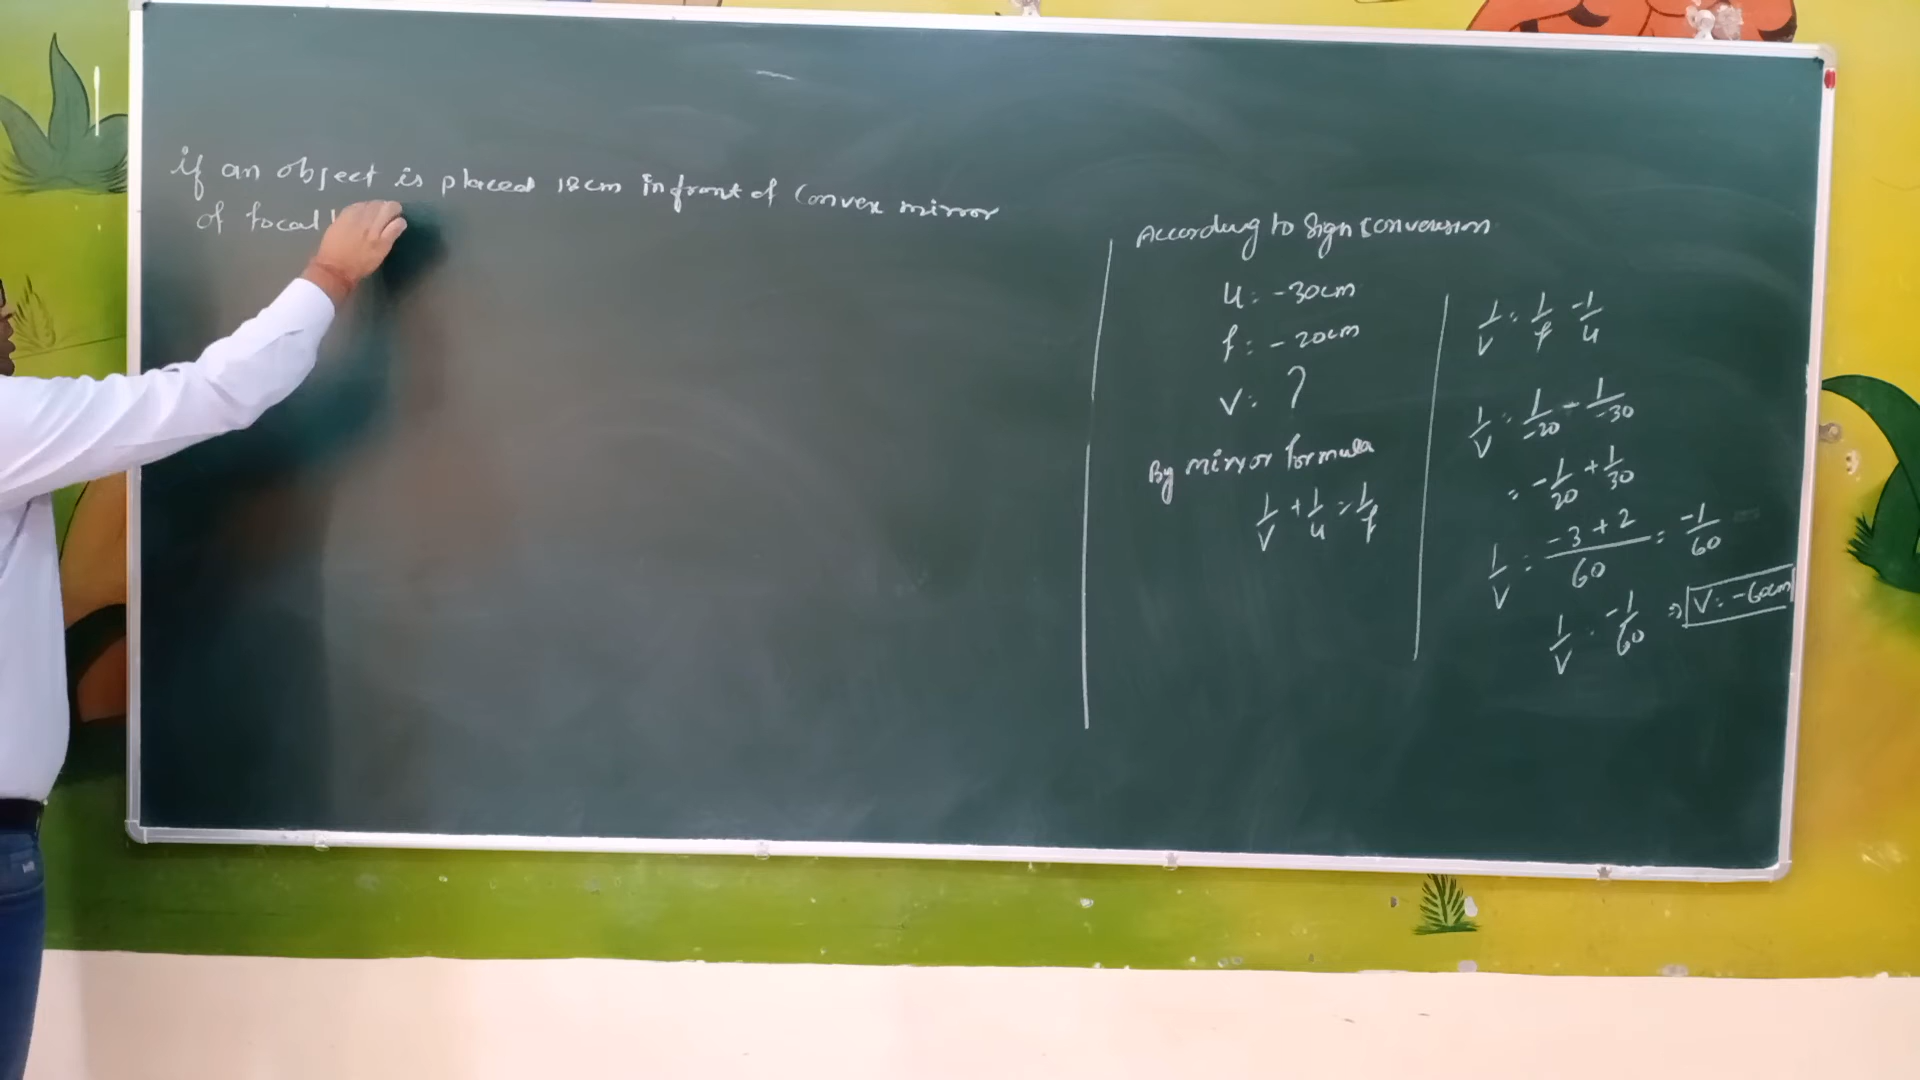 if an object is placed 18cm infront of Convex mirror
of focal
According to Sign Conversion
u = -30cm
f = -20cm
v = ?
By mirror formula
1/v + 1/u = 1/f
1/v = 1/f - 1/u
1/v = 1/-20 - 1/-30
= -1/20 + 1/30
1/v = -3 + 2/60 = -1/60
1/v = -1/60 ⇒ v = -60cm